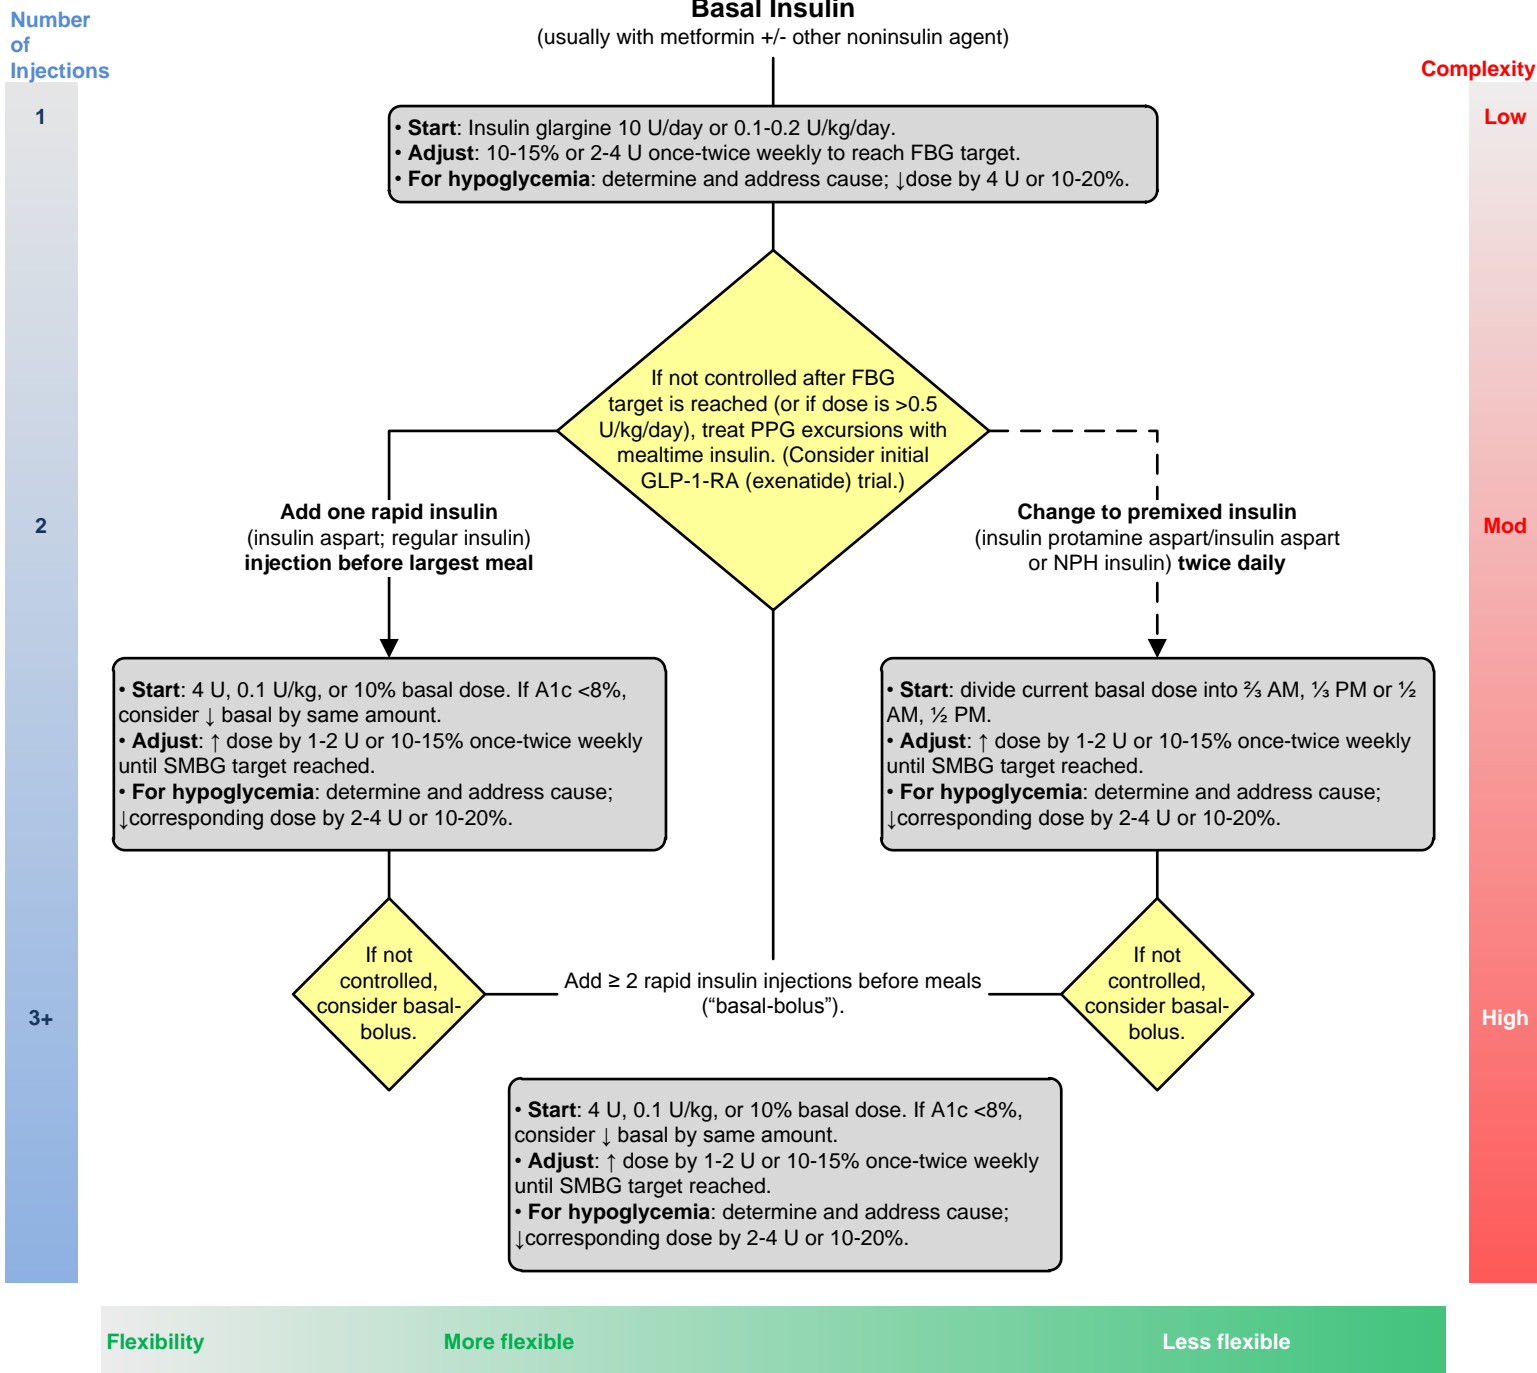 Basal Insulin
(usually with metformin +/- other noninsulin agent)
Number
of
Injections
Complexity
1
Low
• Start: Insulin glargine 10 U/day or 0.1-0.2 U/kg/day.
• Adjust: 10-15% or 2-4 U once-twice weekly to reach FBG target.
• For hypoglycemia: determine and address cause; ↓dose by 4 U or 10-20%.
If not controlled after FBG
target is reached (or if dose is >0.5
U/kg/day), treat PPG excursions with
mealtime insulin. (Consider initial
GLP-1-RA (exenatide) trial.)
2
Add one rapid insulin
(insulin aspart; regular insulin)
injection before largest meal
Change to premixed insulin
(insulin protamine aspart/insulin aspart
or NPH insulin) twice daily
Mod
• Start: 4 U, 0.1 U/kg, or 10% basal dose. If A1c <8%,
consider ↓ basal by same amount.
• Adjust: ↑ dose by 1-2 U or 10-15% once-twice weekly
until SMBG target reached.
• For hypoglycemia: determine and address cause;
↓corresponding dose by 2-4 U or 10-20%.
• Start: divide current basal dose into ⅔ AM, ⅓ PM or ½
AM, ½ PM.
• Adjust: ↑ dose by 1-2 U or 10-15% once-twice weekly
until SMBG target reached.
• For hypoglycemia: determine and address cause;
↓corresponding dose by 2-4 U or 10-20%.
3+
If not
controlled,
consider basal-
bolus.
Add ≥ 2 rapid insulin injections before meals
(“basal-bolus”).
If not
controlled,
consider basal-
bolus.
High
• Start: 4 U, 0.1 U/kg, or 10% basal dose. If A1c <8%,
consider ↓ basal by same amount.
• Adjust: ↑ dose by 1-2 U or 10-15% once-twice weekly
until SMBG target reached.
• For hypoglycemia: determine and address cause;
↓corresponding dose by 2-4 U or 10-20%.
Flexibility
More flexible
Less flexible